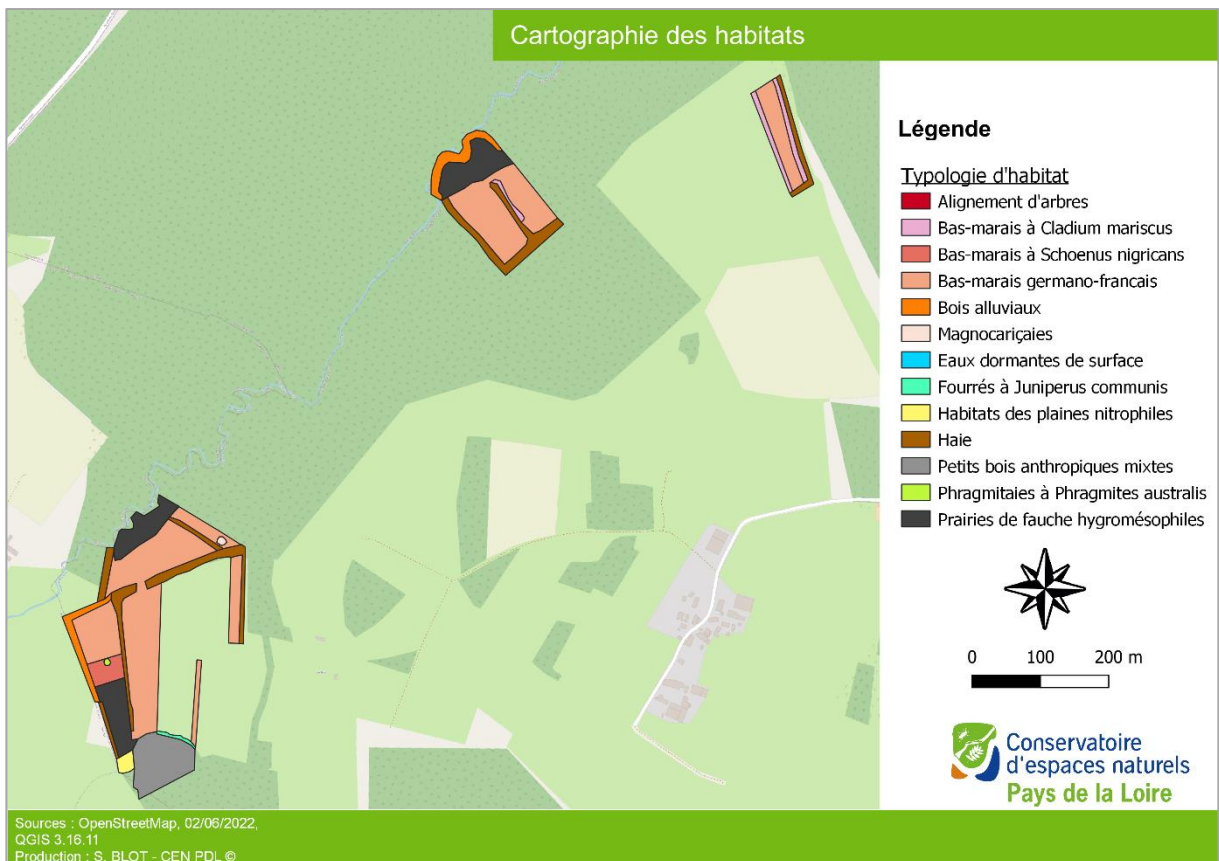 Cartographie des habitats
Légende
Typologie d'habitat
Alignement d'arbres
Bas-marais à Cladium mariscus
Bas-marais à Schoenus nigricans
Bas-marais germano-francais
Bois alluviaux
Magnocariçaies
Eaux dormantes de surface
Fourrés à Juniperus communis
Habitats des plaines nitrophiles
Haie
Petits bois anthropiques mixtes
Phragmitaies à Phragmites australis
Prairies de fauche hygromésophiles
0 100 200 m
Conservatoire
d'espaces naturels
Pays de la Loire
Sources : OpenStreetMap, 02/06/2022,
QGIS 3.16.11
Production : S. BLOT - CEN PDL ©